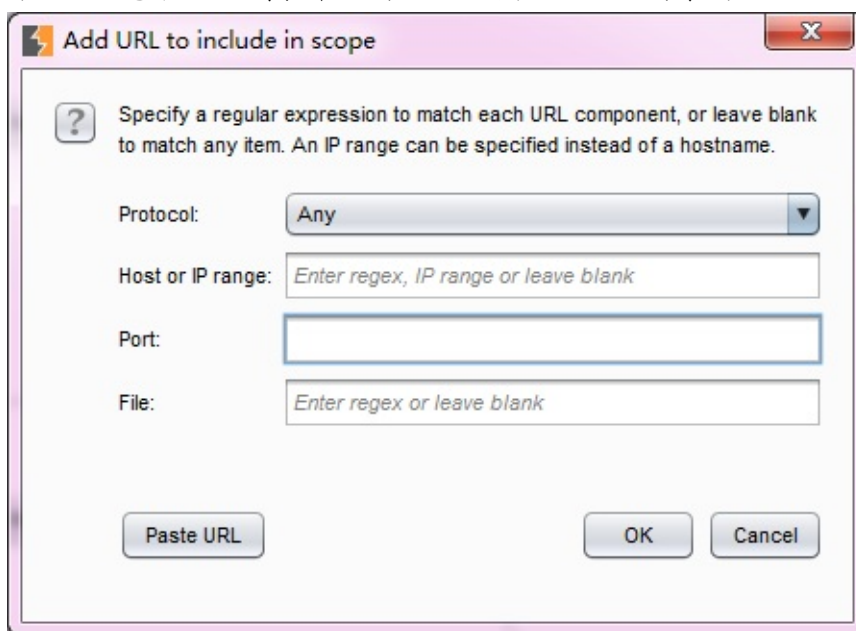 Add URL to include in scope
Specify a regular expression to match each URL component, or leave blank
to match any item. An IP range can be specified instead of a hostname.
Protocol: Any
Host or IP range: Enter regex, IP range or leave blank
Port:
File: Enter regex or leave blank
Paste URL OK Cancel